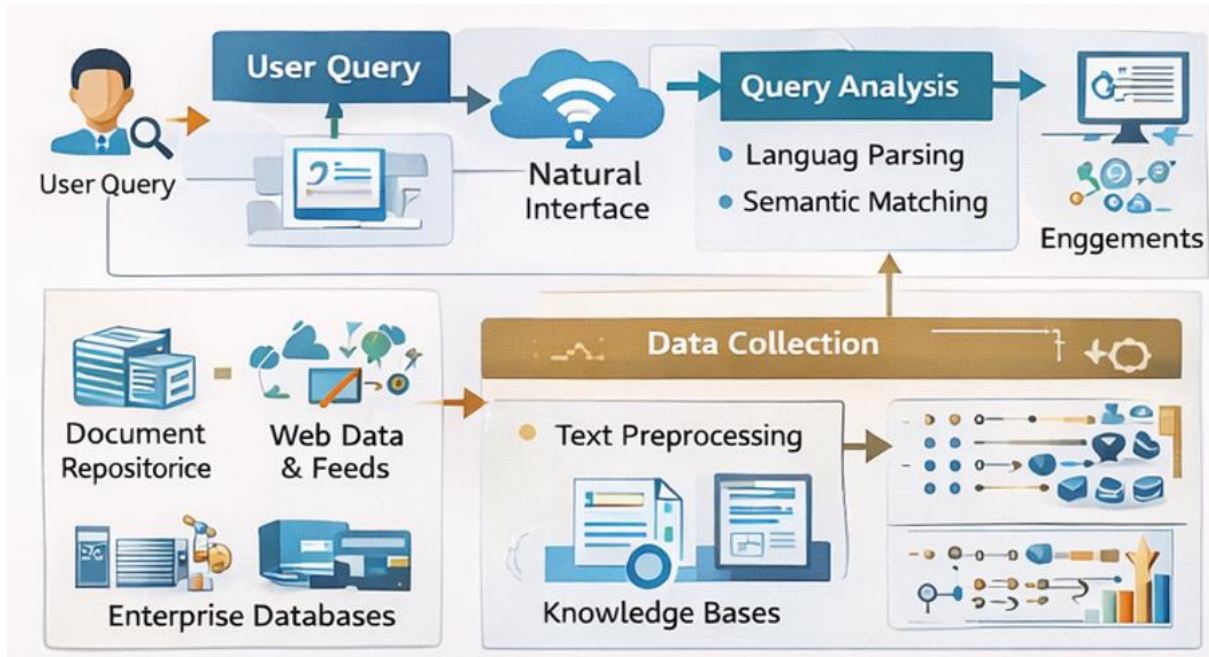 User Query
User Query
Natural
Interface
Query Analysis
Languag Parsing
Semantic Matching
Enggements
Data Collection
Document
Repositorice
Web Data
& Feeds
Enterprise Databases
Text Preprocessing
Knowledge Bases